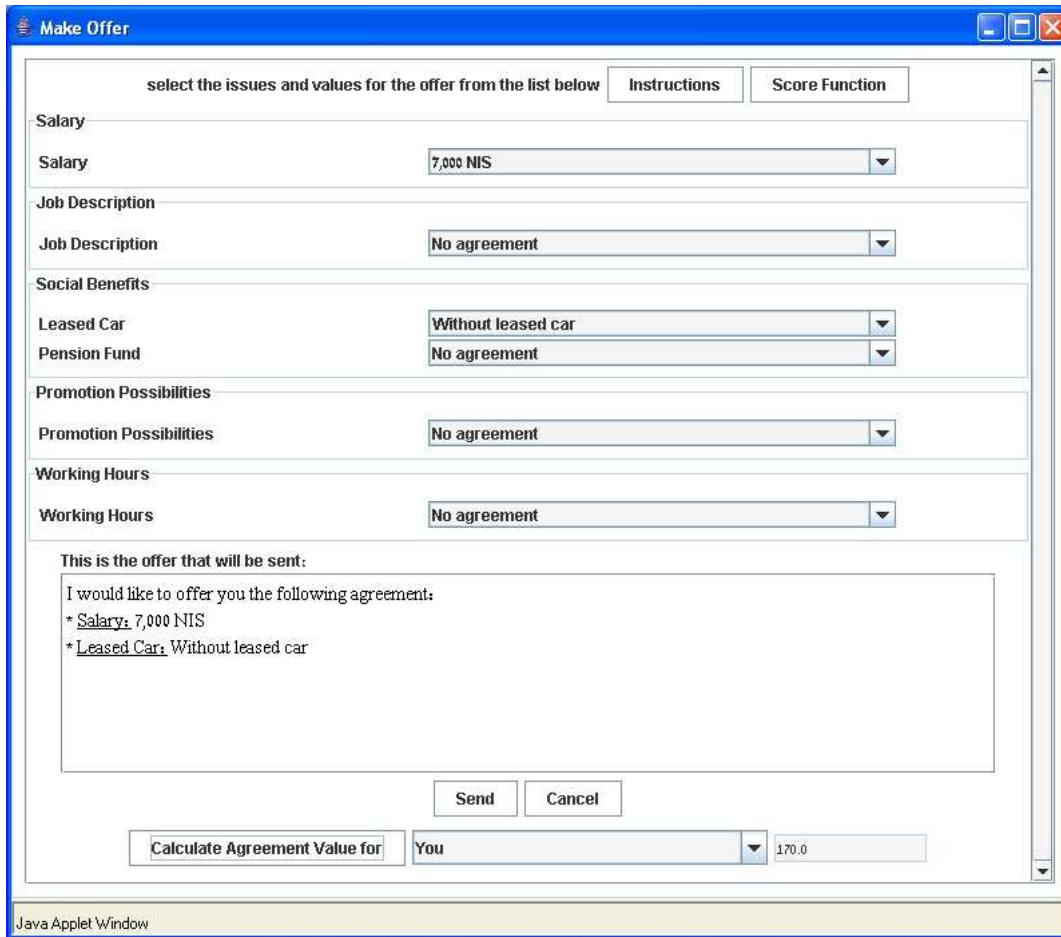 Make Offer
select the issues and values for the offer from the list below Instructions Score Function
Salary
Salary 7,000 NIS
Job Description
Job Description No agreement
Social Benefits
Leased Car Without leased car
Pension Fund No agreement
Promotion Possibilities
Promotion Possibilities No agreement
Working Hours
Working Hours No agreement
This is the offer that will be sent:
I would like to offer you the following agreement:
* Salary: 7,000 NIS
* Leased Car: Without leased car
Send Cancel
Calculate Agreement Value for You 170.0
Java Applet Window